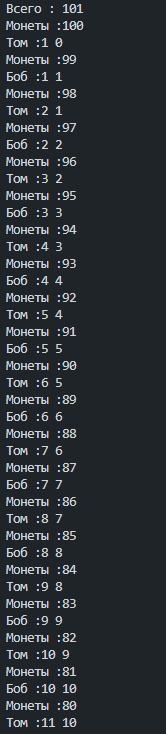 Всего : 101
Монеты :100
Том :1 0
Монеты :99
Боб :1 1
Монеты :98
Том :2 1
Монеты :97
Боб :2 2
Монеты :96
Том :3 2
Монеты :95
Боб :3 3
Монеты :94
Том :4 3
Монеты :93
Боб :4 4
Монеты :92
Том :5 4
Монеты :91
Боб :5 5
Монеты :90
Том :6 5
Монеты :89
Боб :6 6
Монеты :88
Том :7 6
Монеты :87
Боб :7 7
Монеты :86
Том :8 7
Монеты :85
Боб :8 8
Монеты :84
Том :9 8
Монеты :83
Боб :9 9
Монеты :82
Том :10 9
Монеты :81
Боб :10 10
Монеты :80
Том :11 10